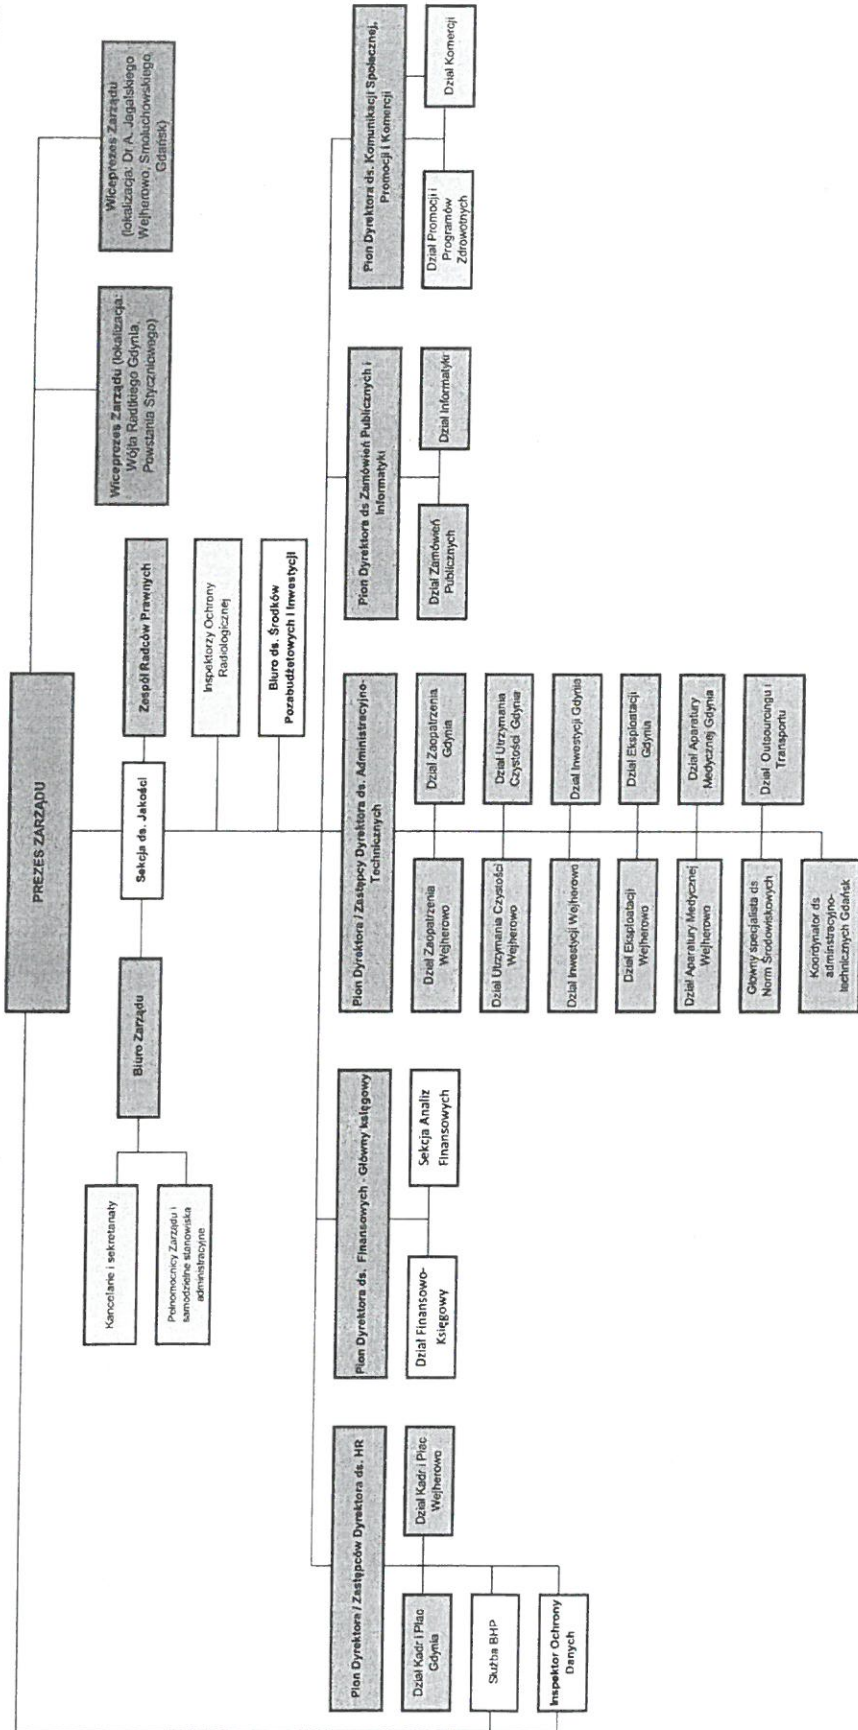 PREZES ZARZĄDU
Wiceprezes Zarządu (lokalizacja:
Wójta Radtkiego Gdynia,
Powstania Styczniowego)
Wiceprezes Zarządu
(lokalizacja: Dr A. Jagalskiego
Wejherowo, Smoluchowskiego
Gdańsk)
Biuro Zarządu
Sekcja ds. Jakości
Zespół Radców Prawnych
Kancelarie i sekretariaty
Pełnomocnicy Zarządu i
samodzielne stanowiska
administracyjne
Inspektorzy Ochrony
Radiologicznej
Biuro ds. Środków
Pozabudżetowych i Inwestycji
Pion Dyrektora / Zastępców Dyrektora ds. HR
Dział Kadr i Płac
Gdynia
Dział Kadr i Płac
Wejherowo
Służba BHP
Inspektor Ochrony
Danych
Pion Dyrektora ds. Finansowych - Główny księgowy
Dział Finansowo-
Księgowy
Sekcja Analiz
Finansowych
Pion Dyrektora / Zastępcy Dyrektora ds. Administracyjno-
Technicznych
Dział Zaopatrzenia
Wejherowo
Dział Zaopatrzenia
Gdynia
Dział Utrzymania Czystości
Wejherowo
Dział Utrzymania
Czystości Gdynia
Dział Inwestycji Wejherowo
Dział Inwestycji Gdynia
Dział Eksploatacji
Wejherowo
Dział Eksploatacji
Gdynia
Dział Aparatury Medycznej
Wejherowo
Dział Aparatury
Medycznej Gdynia
Główny specjalista ds
Norm Środowiskowych
Dział Outsourcingu i
Transportu
Koordynator ds
adminstracyjno-
technicznych Gdańsk
Pion Dyrektora ds Zamówień Publicznych i
Informatyki
Dział Zamówień
Publicznych
Dział Informatyki
Pion Dyrektora ds. Komunikacji Społecznej,
Promocji i Komercji
Dział Promocji i
Programów
Zdrowotnych
Dział Komercji